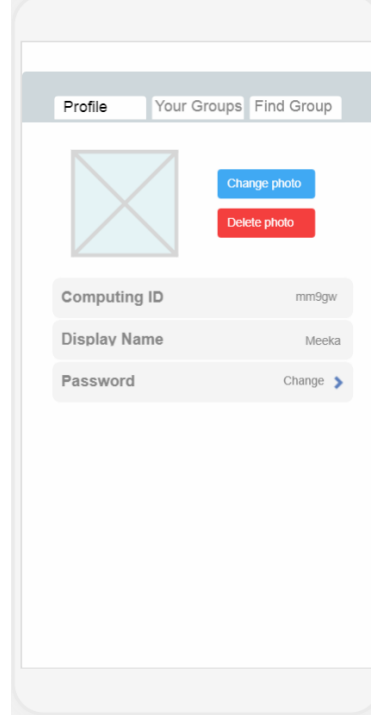 Profile Your Groups Find Group
Change photo
Delete photo
Computing ID mm9gw
Display Name Meeka
Password Change